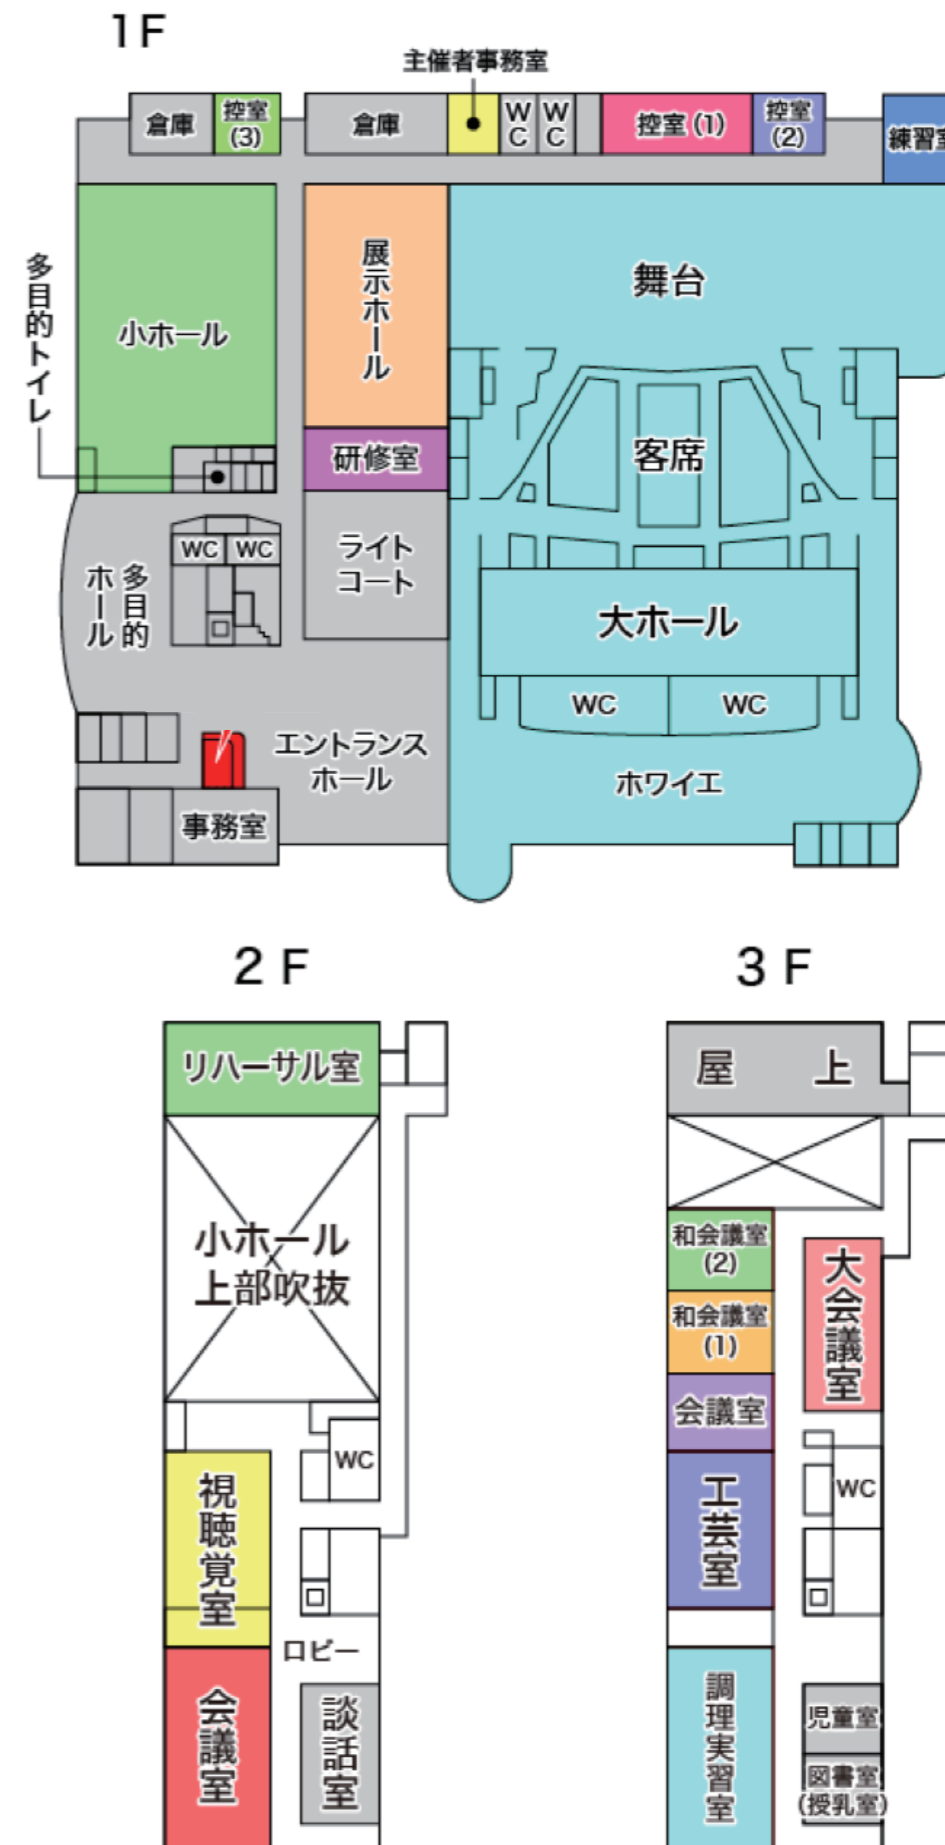 1F
主催者事務室
倉庫
控室
(3)
倉庫
WC
WC
控室(1)
控室
(2)
練習室
多目的トイレ
小ホール
展示ホール
舞台
研修室
客席
WC
WC
ライト
コート
多目的
ホール
大ホール
WC
WC
エントランス
ホール
ホワイエ
事務室
2F
3F
リハーサル室
屋上
小ホール
上部吹抜
和会議室
(2)
大会議室
和会議室
(1)
会議室
WC
視聴覚室
工芸室
WC
ロビー
会議室
談話室
調理実習室
児童室
図書室
(授乳室)